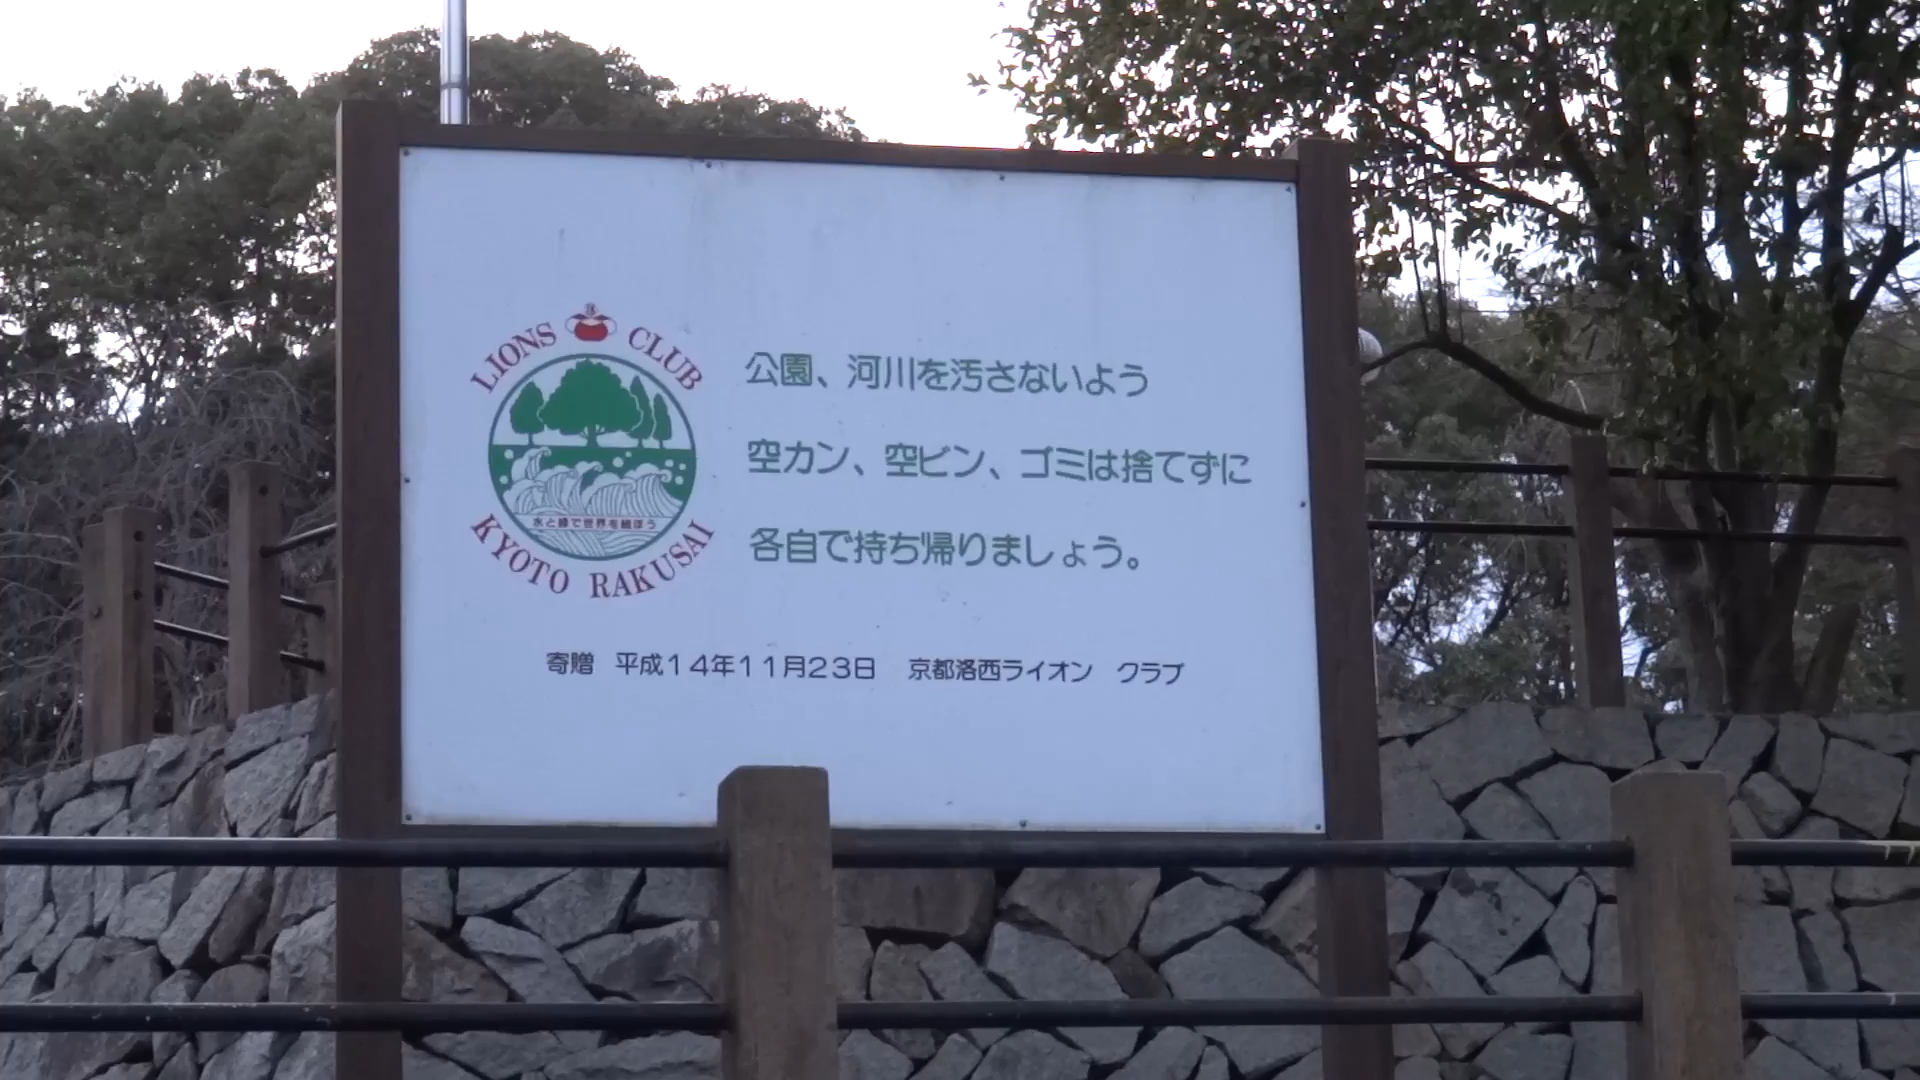 LIONS CLUB
水と緑で世界を結ぼう
KYOTO RAKUSAI
公園、河川を汚さないよう
空カン、空ビン、ゴミは捨てずに
各自で持ち帰りましょう。
寄贈 平成14年11月23日 京都洛西ライオン クラブ